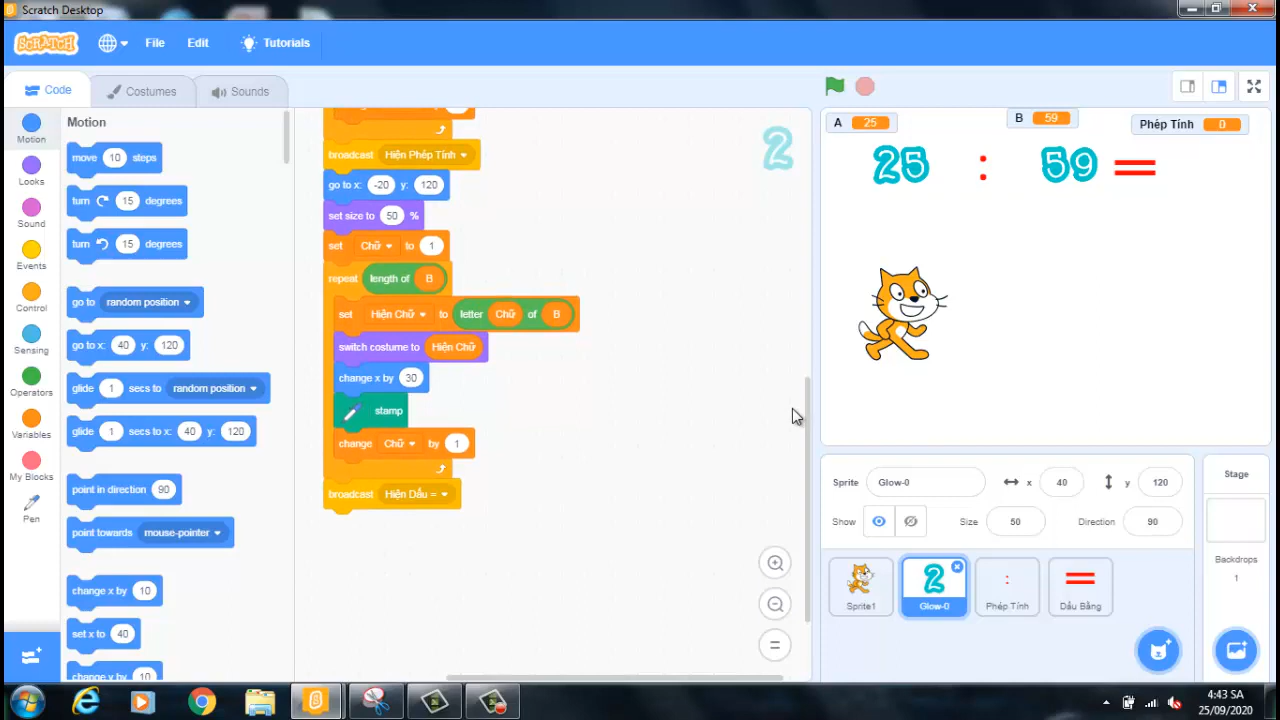 Scratch Desktop
SCRATCH File Edit Tutorials
Code Costumes Sounds
Motion
Looks
Sound
Events
Control
Sensing
Operators
Variables
My Blocks
Pen
Motion
move 10 steps
turn 15 degrees
turn 15 degrees
go to random position
go to x: 40 y: 120
glide 1 secs to random position
glide 1 secs to x: 40 y: 120
point in direction 90
point towards mouse-pointer
change x by 10
set x to 40
change y by 10
broadcast Hiện Phép Tính
go to x: -20 y: 120
set size to 50 %
set Chữ to 1
repeat length of B
set Hiện Chữ to letter Chữ of B
switch costume to Hiện Chữ
change x by 30
stamp
change Chữ by 1
broadcast Hiện Dấu =
2
A 25 B 59 Phép Tính 0
25 : 59 =
Sprite Glow-0 x 40 y 120
Show Size 50 Direction 90
2 : =
Sprite1 Glow-0 Phép Tính Dấu Bằng
Stage
Backdrops
1
4:43 SA
25/09/2020